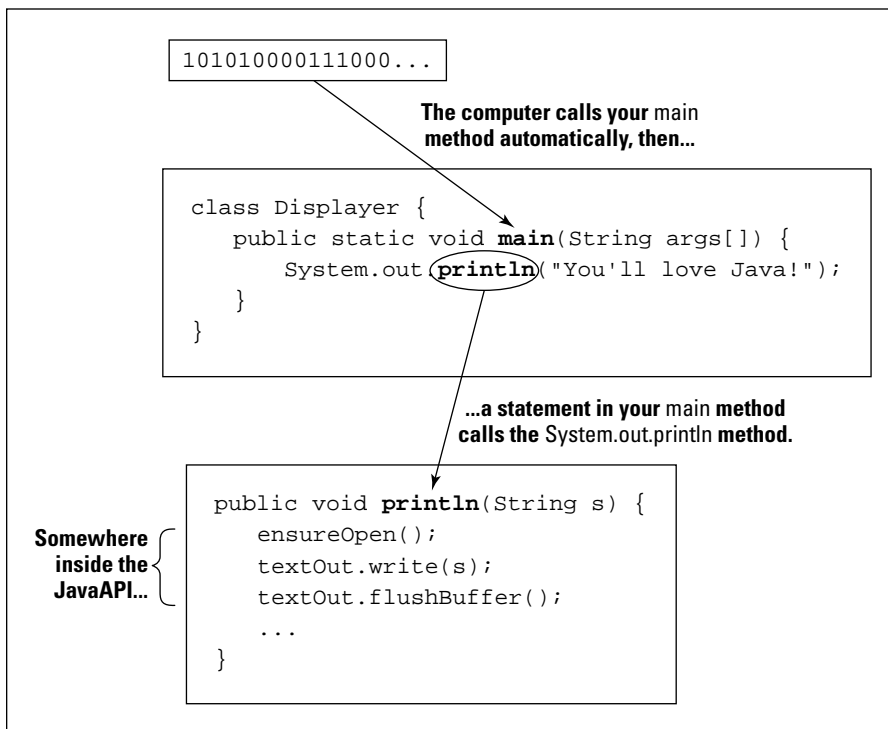 101010000111000...
The computer calls your main
method automatically, then...
class Displayer {
public static void main(String args[]) {
System.out.println("You'll love Java!");
}
}
...a statement in your main method
calls the System.out.println method.
public void println(String s) {
Somewhere
inside the
JavaAPI...
ensureOpen();
textOut.write(s);
textOut.flushBuffer();
...
}